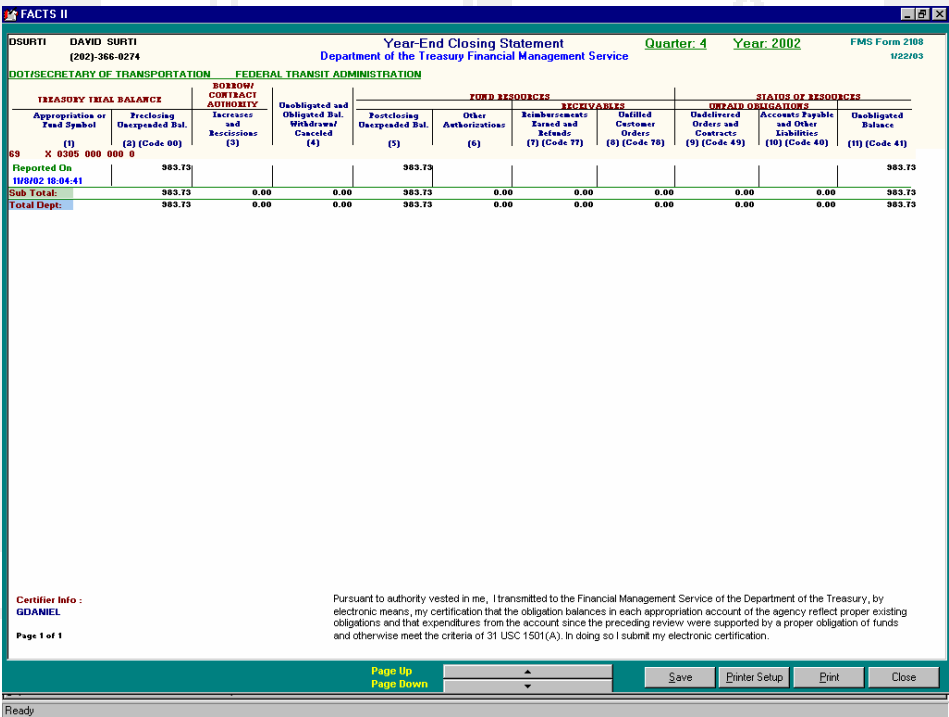 FACTS II
DSURTI DAVID SURTI
(202)-366-0274
Year-End Closing Statement
Department of the Treasury Financial Management Service
Quarter: 4 Year: 2002
FMS Form 2108
1/22/03
DOT/SECRETARY OF TRANSPORTATION FEDERAL TRANSIT ADMINISTRATION
TREASURY TRIAL BALANCE
BORROW/
CONTRACT
AUTHORITY
FUND RESOURCES
STATUS OF RESOURCES
RECEIVABLES
UNPAID OBLIGATIONS
Appropriation or
Fund Symbol
(1)
Preclosing
Unexpended Bal.
(2) (Code 00)
Increases
and
Rescissions
(3)
Unobligated and
Obligated Bal.
Withdrawn/
Canceled
(4)
Postclosing
Unexpended Bal.
(5)
Other
Authorizations
(6)
Reimbursements
Earned and
Refunds
(7) (Code 77)
Unfilled
Customer
Orders
(8) (Code 78)
Undelivered
Orders and
Contracts
(9) (Code 49)
Accounts Payable
and Other
Liabilities
(10) (Code 40)
Unobligated
Balance
(11) (Code 41)
69 X 0305 000 000 0
Reported On 983.73 983.73 983.73
11/8/02 18:04:41
Sub Total: 983.73 0.00 0.00 983.73 0.00 0.00 0.00 0.00 0.00 983.73
Total Dept: 983.73 0.00 0.00 983.73 0.00 0.00 0.00 0.00 0.00 983.73
Certifier Info :
GDANIEL
Page 1 of 1
Pursuant to authority vested in me, I transmitted to the Financial Management Service of the Department of the Treasury, by
electronic means, my certification that the obligation balances in each appropriation account of the agency reflect proper existing
obligations and that expenditures from the account since the preceding review were supported by a proper obligation of funds
and otherwise meet the criteria of 31 USC 1501(A). In doing so I submit my electronic certification.
Page Up
Page Down
Save
Printer Setup
Print
Close
Ready